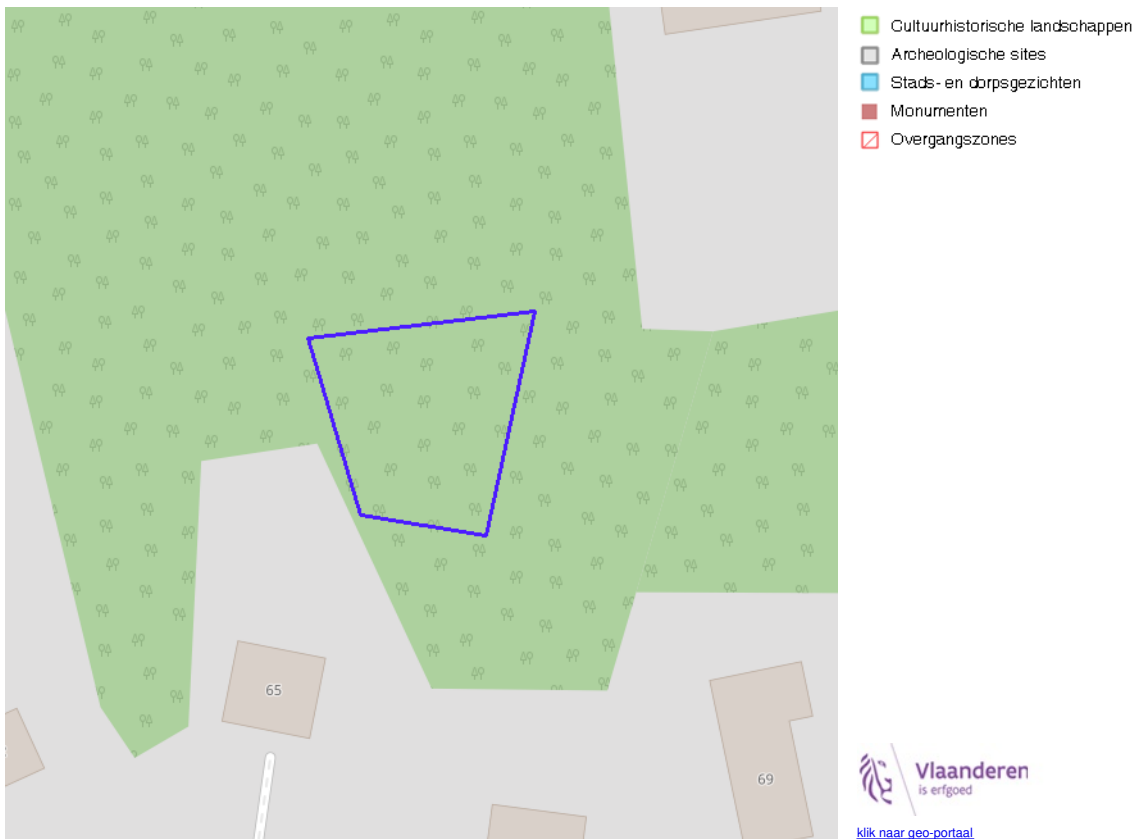 Cultuurhistorische landschappen
Archeologische sites
Stads- en dorpsgezichten
Monumenten
Overgangszones
65
69
Vlaanderen
is erfgoed
klik naar geo-portaal